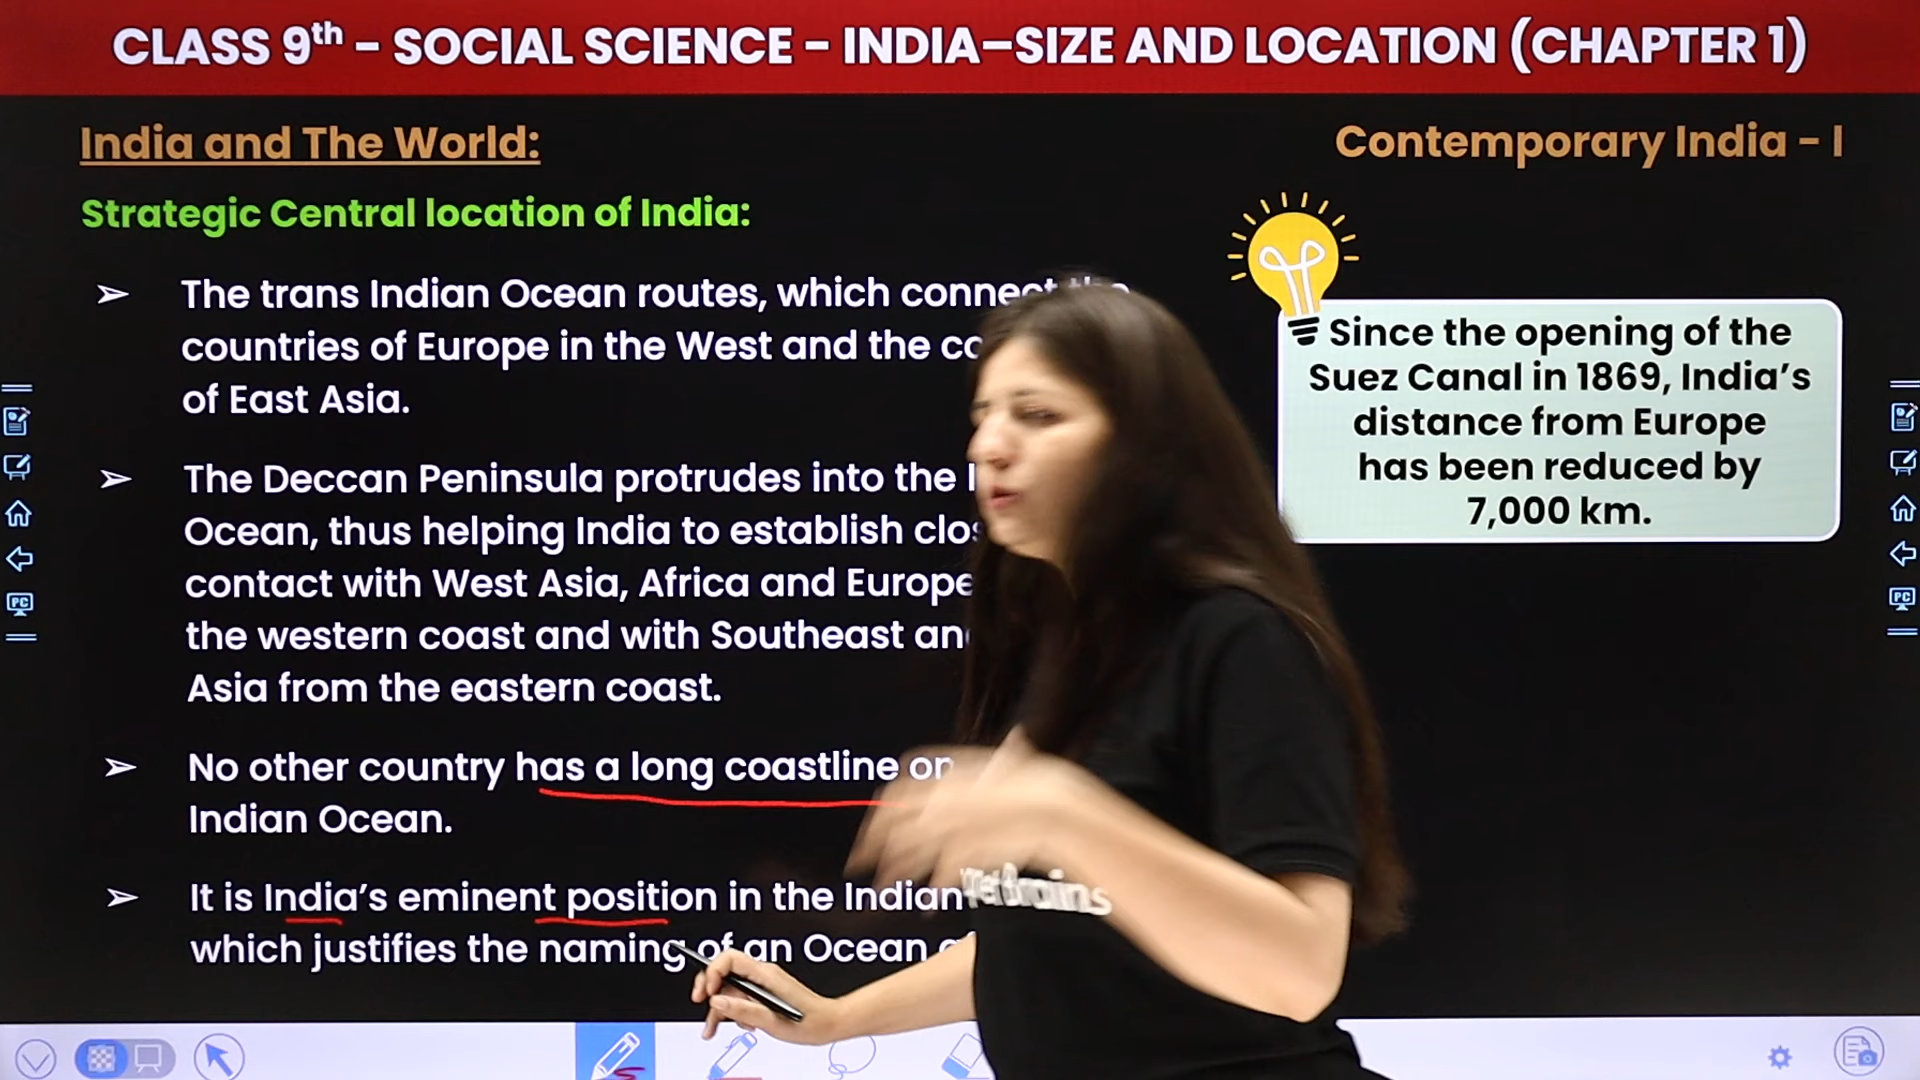 CLASS 9th - SOCIAL SCIENCE - INDIA–SIZE AND LOCATION (CHAPTER 1)
India and The World:
Contemporary India - I
Strategic Central location of India:
➢ The trans Indian Ocean routes, which connect the
countries of Europe in the West and the
of East Asia.
➢ The Deccan Peninsula protrudes into the
Ocean, thus helping India to establish
contact with West Asia, Africa and Europe
the western coast and with Southeast
Asia from the eastern coast.
➢ No other country has a long coastline on
Indian Ocean.
➢ It is India's eminent position in the Indian
which justifies the naming of an Ocean
Since the opening of the
Suez Canal in 1869, India's
distance from Europe
has been reduced by
7,000 km.
PC
PC